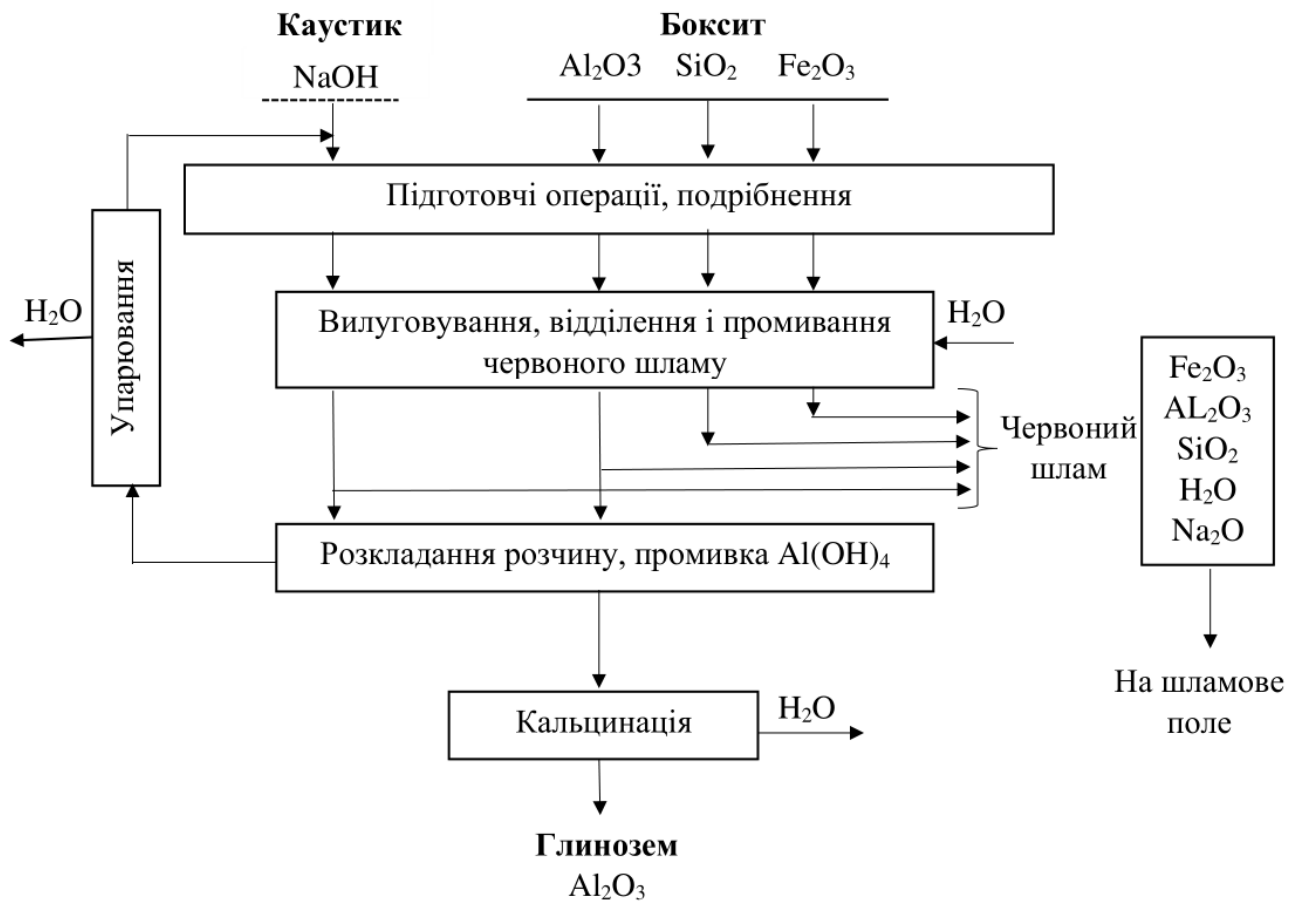 Каустик
Боксит
NaOH
Al₂O3 SiO₂ Fe₂O₃
Підготовчі операції, подрібнення
Упарювання
H₂O
Вилуговування, відділення і промивання
червоного шламу
H₂O
Червоний
шлам
Fe₂O₃
AL₂O₃
SiO₂
H₂O
Na₂O
Розкладання розчину, промивка Al(OH)₄
На шламове
поле
Кальцинація
H₂O
Глинозем
Al₂O₃